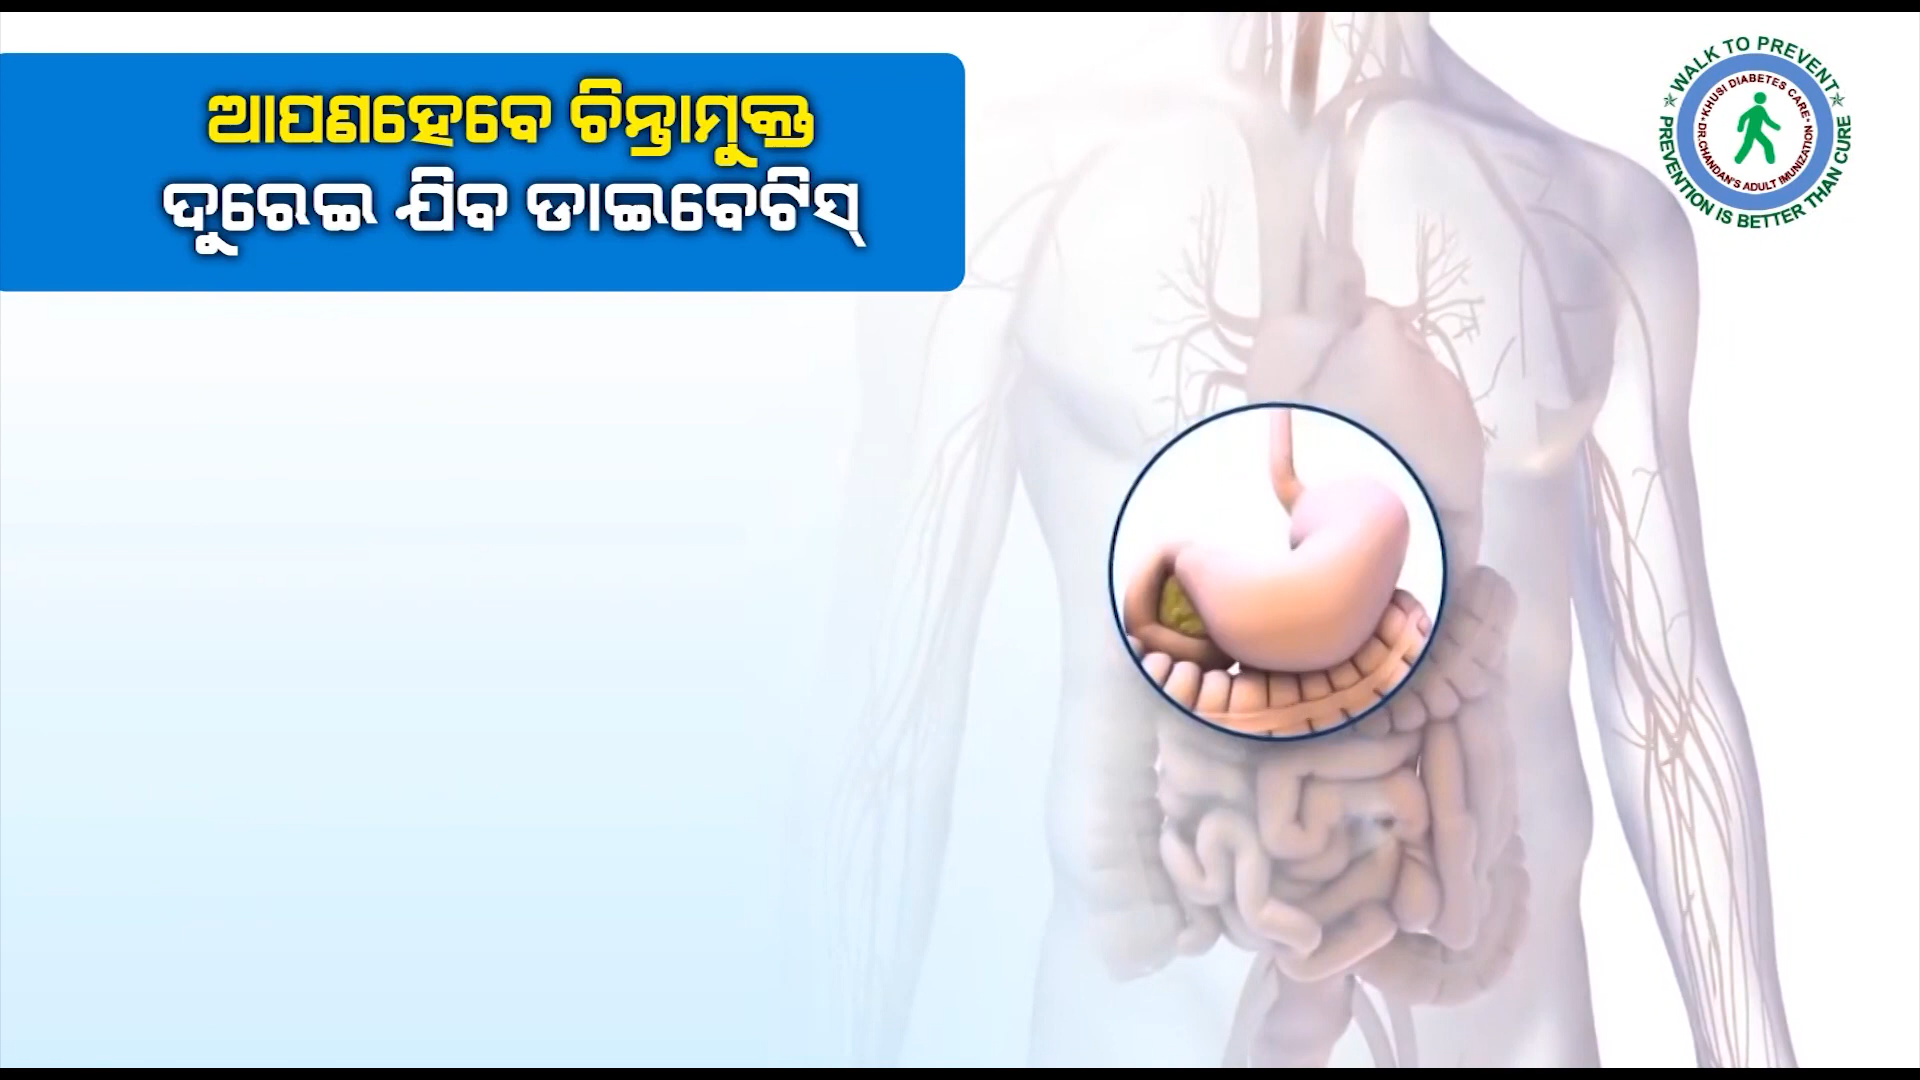 ଆପଣହେବେ ଚିନ୍ତାମୁକ୍ତ
ଦୁରେଇ ଯିବ ଡାଇବେଟିସ୍
WALK TO PREVENT
PREVENTION IS BETTER THAN CURE
KHUSI DIABETES CARE
DR.CHANDAN'S ADULT IMUNIZATION